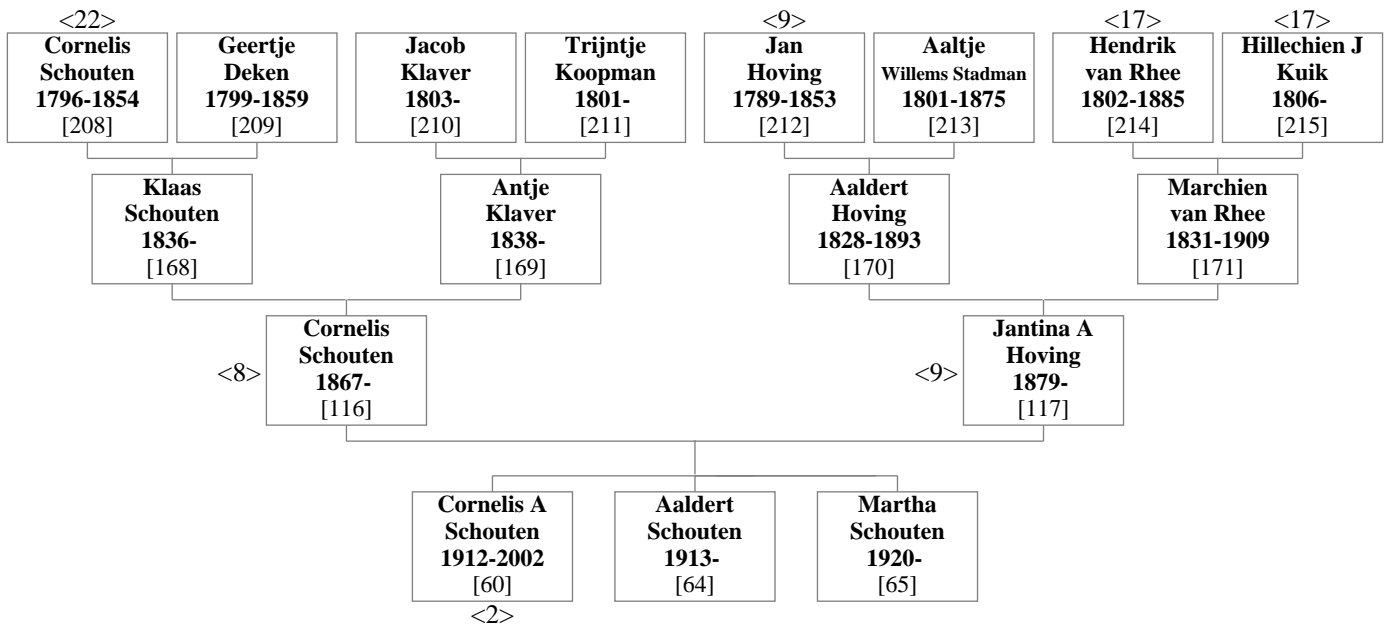 <22>
Cornelis
Schouten
1796-1854
[208]
Geertje
Deken
1799-1859
[209]
Jacob
Klaver
1803-
[210]
Trijntje
Koopman
1801-
[211]
<9>
Jan
Hoving
1789-1853
[212]
Aaltje
Willems Stadman
1801-1875
[213]
<17>
Hendrik
van Rhee
1802-1885
[214]
<17>
Hillechien J
Kuik
1806-
[215]
Klaas
Schouten
1836-
[168]
Antje
Klaver
1838-
[169]
Aaldert
Hoving
1828-1893
[170]
Marchien
van Rhee
1831-1909
[171]
<8>
Cornelis
Schouten
1867-
[116]
<9>
Jantina A
Hoving
1879-
[117]
Cornelis A
Schouten
1912-2002
[60]
<2>
Aaldert
Schouten
1913-
[64]
Martha
Schouten
1920-
[65]